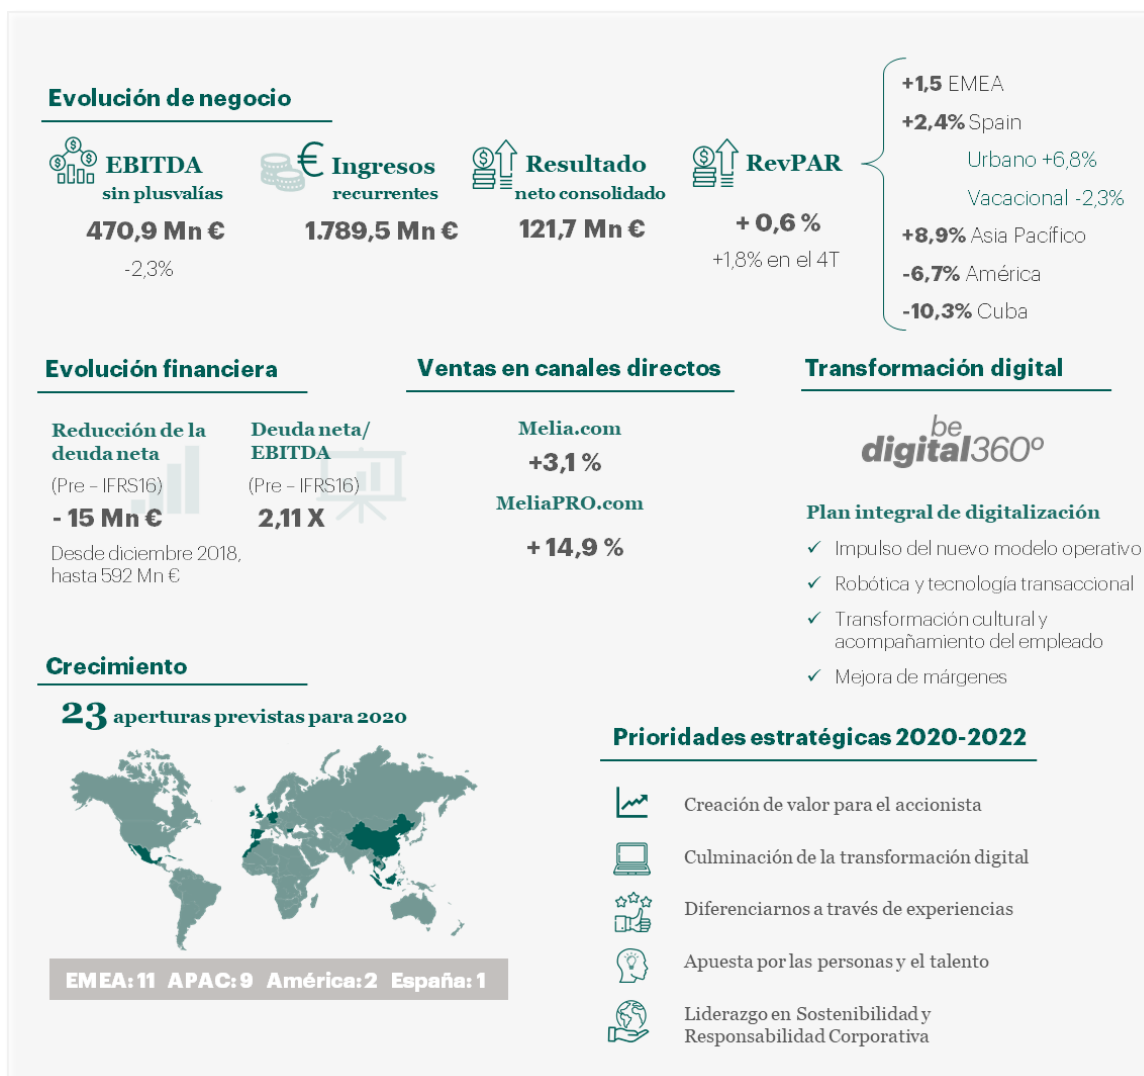 Evolución de negocio
EBITDA
sin plusvalías
470,9 Mn €
-2,3%
Ingresos
recurrentes
1.789,5 Mn €
Resultado
neto consolidado
121,7 Mn €
RevPAR
+ 0,6 %
+1,8% en el 4T
+1,5 EMEA
+2,4% Spain
Urbano +6,8%
Vacacional -2,3%
+8,9% Asia Pacífico
-6,7% América
-10,3% Cuba
Evolución financiera
Reducción de la
deuda neta
(Pre – IFRS16)
- 15 Mn €
Desde diciembre 2018,
hasta 592 Mn €
Deuda neta/
EBITDA
(Pre – IFRS16)
2,11 X
Ventas en canales directos
Melia.com
+3,1 %
MeliaPRO.com
+ 14,9 %
Transformación digital
be
digital360º
Plan integral de digitalización
✓ Impulso del nuevo modelo operativo
✓ Robótica y tecnología transaccional
✓ Transformación cultural y
acompañamiento del empleado
✓ Mejora de márgenes
Crecimiento
23 aperturas previstas para 2020
EMEA: 11 APAC: 9 América: 2 España: 1
Prioridades estratégicas 2020-2022
Creación de valor para el accionista
Culminación de la transformación digital
Diferenciarnos a través de experiencias
Apuesta por las personas y el talento
Liderazgo en Sostenibilidad y
Responsabilidad Corporativa